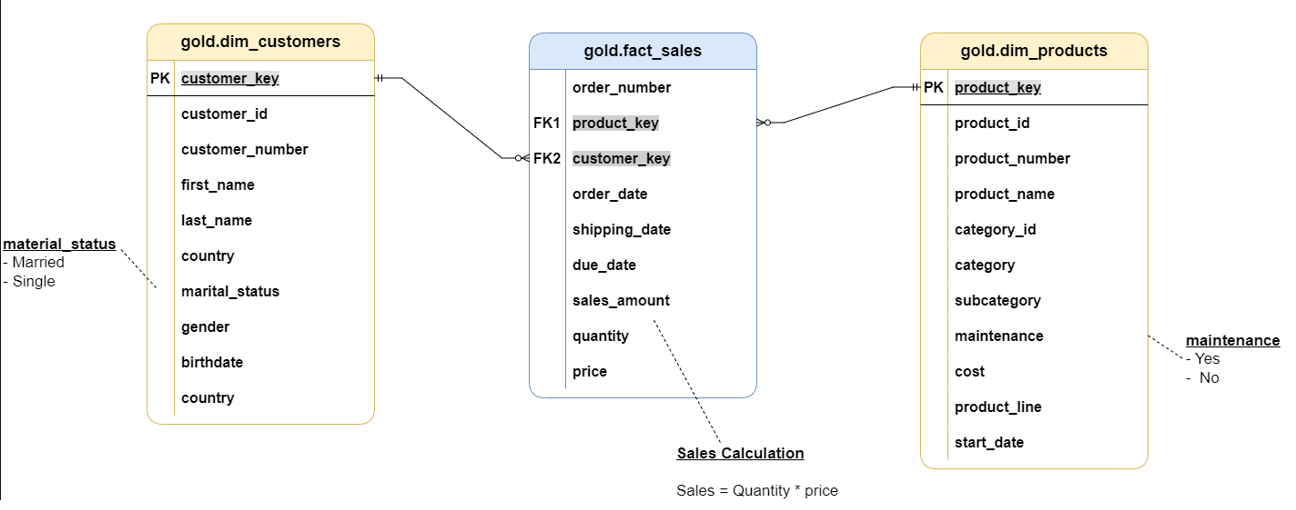 gold.dim_customers
PK customer_key
customer_id
customer_number
first_name
last_name
country
marital_status
gender
birthdate
country
material_status
- Married
- Single
gold.fact_sales
order_number
FK1 product_key
FK2 customer_key
order_date
shipping_date
due_date
sales_amount
quantity
price
Sales Calculation
Sales = Quantity * price
gold.dim_products
PK product_key
product_id
product_number
product_name
category_id
category
subcategory
maintenance
cost
product_line
start_date
maintenance
- Yes
- No